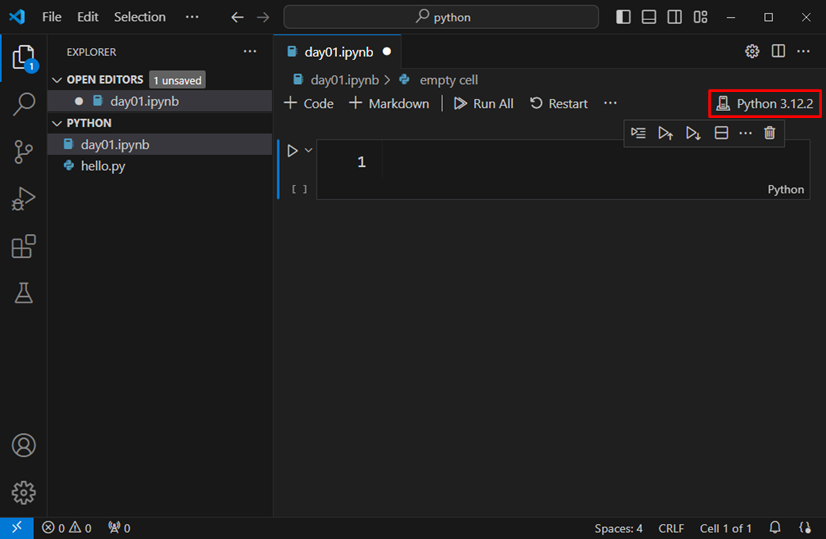 File Edit Selection ··· python
EXPLORER ···
OPEN EDITORS 1 unsaved
day01.ipynb
PYTHON
day01.ipynb
hello.py
day01.ipynb
day01.ipynb > empty cell
+ Code + Markdown | Run All Restart ··· Python 3.12.2
1
[ ] Python
1
0 0 0 Spaces: 4 CRLF Cell 1 of 1